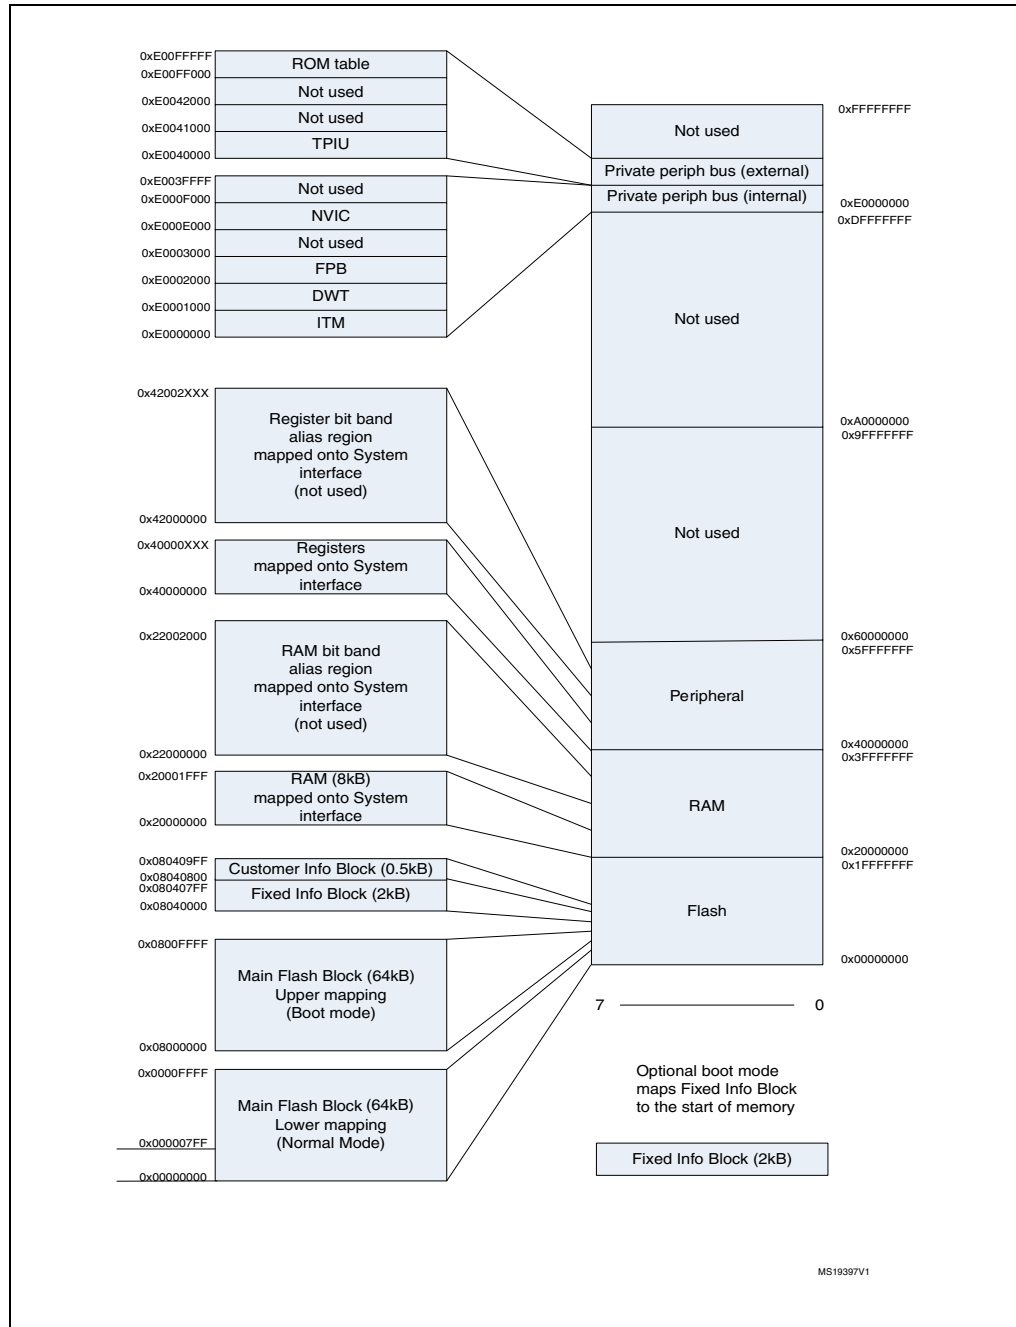 0xE00FFFFF
ROM table
0xE00FF000
Not used
0xE0042000
Not used
0xE0041000
TPIU
0xE0040000
0xE003FFFF
Not used
0xE000F000
NVIC
0xE000E000
Not used
0xE0003000
FPB
0xE0002000
DWT
0xE0001000
ITM
0xE0000000
0x42002XXX
Register bit band
alias region
mapped onto System
interface
(not used)
0x42000000
0x40000XXX
Registers
mapped onto System
interface
0x40000000
0x22002000
RAM bit band
alias region
mapped onto System
interface
(not used)
0x22000000
0x20001FFF
RAM (8kB)
mapped onto System
interface
0x20000000
0x080409FF
Customer Info Block (0.5kB)
0x08040800
0x080407FF
Fixed Info Block (2kB)
0x08040000
0x0800FFFF
Main Flash Block (64kB)
Upper mapping
(Boot mode)
0x08000000
0x0000FFFF
Main Flash Block (64kB)
Lower mapping
(Normal Mode)
0x000007FF
0x00000000
0xFFFFFFFF
Not used
Private periph bus (external)
Private periph bus (internal)
0xE0000000
0xDFFFFFFF
Not used
0xA0000000
0x9FFFFFFF
Not used
0x60000000
0x5FFFFFFF
Peripheral
0x40000000
0x3FFFFFFF
RAM
0x20000000
0x1FFFFFFF
Flash
0x00000000
7 0
Optional boot mode
maps Fixed Info Block
to the start of memory
Fixed Info Block (2kB)
MS19397V1